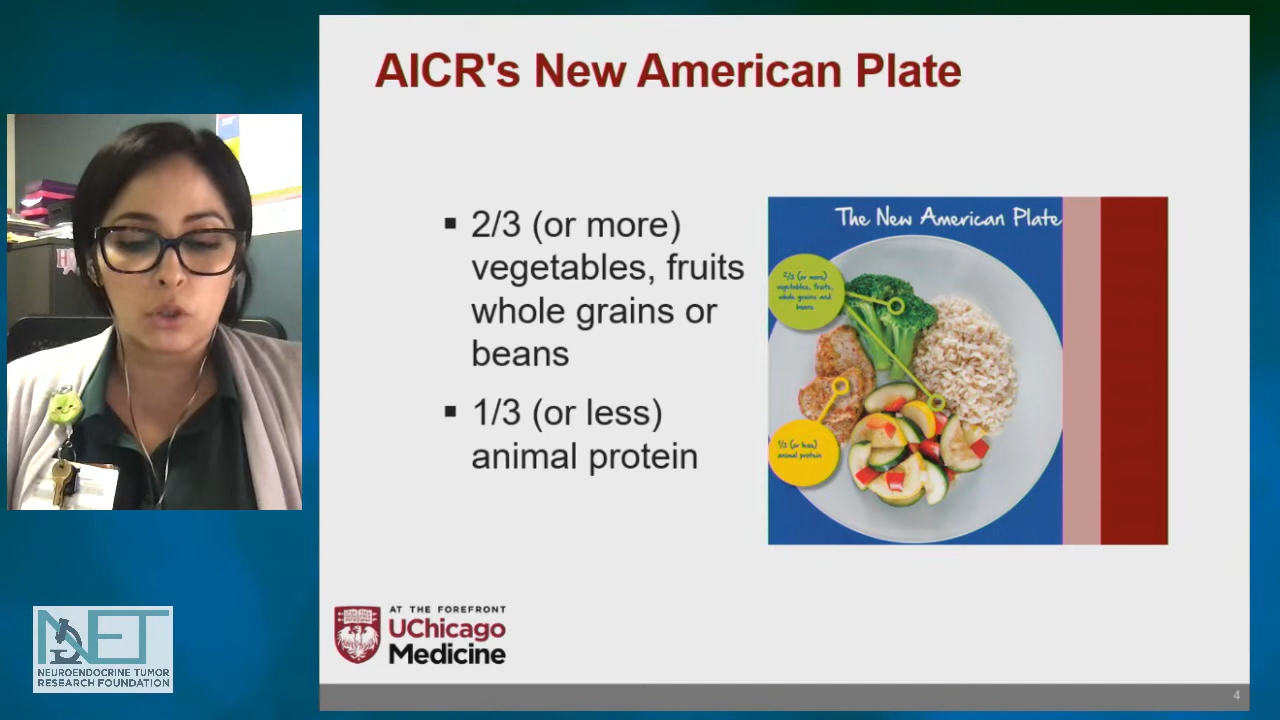 AICR's New American Plate
2/3 (or more)
vegetables, fruits
whole grains or
beans
1/3 (or less)
animal protein
The New American Plate
2/3 (or more)
vegetables, fruits,
whole grains and
beans
1/3 (or less)
animal protein
AT THE FOREFRONT
UChicago
Medicine
NET
NEUROENDOCRINE TUMOR
RESEARCH FOUNDATION
4